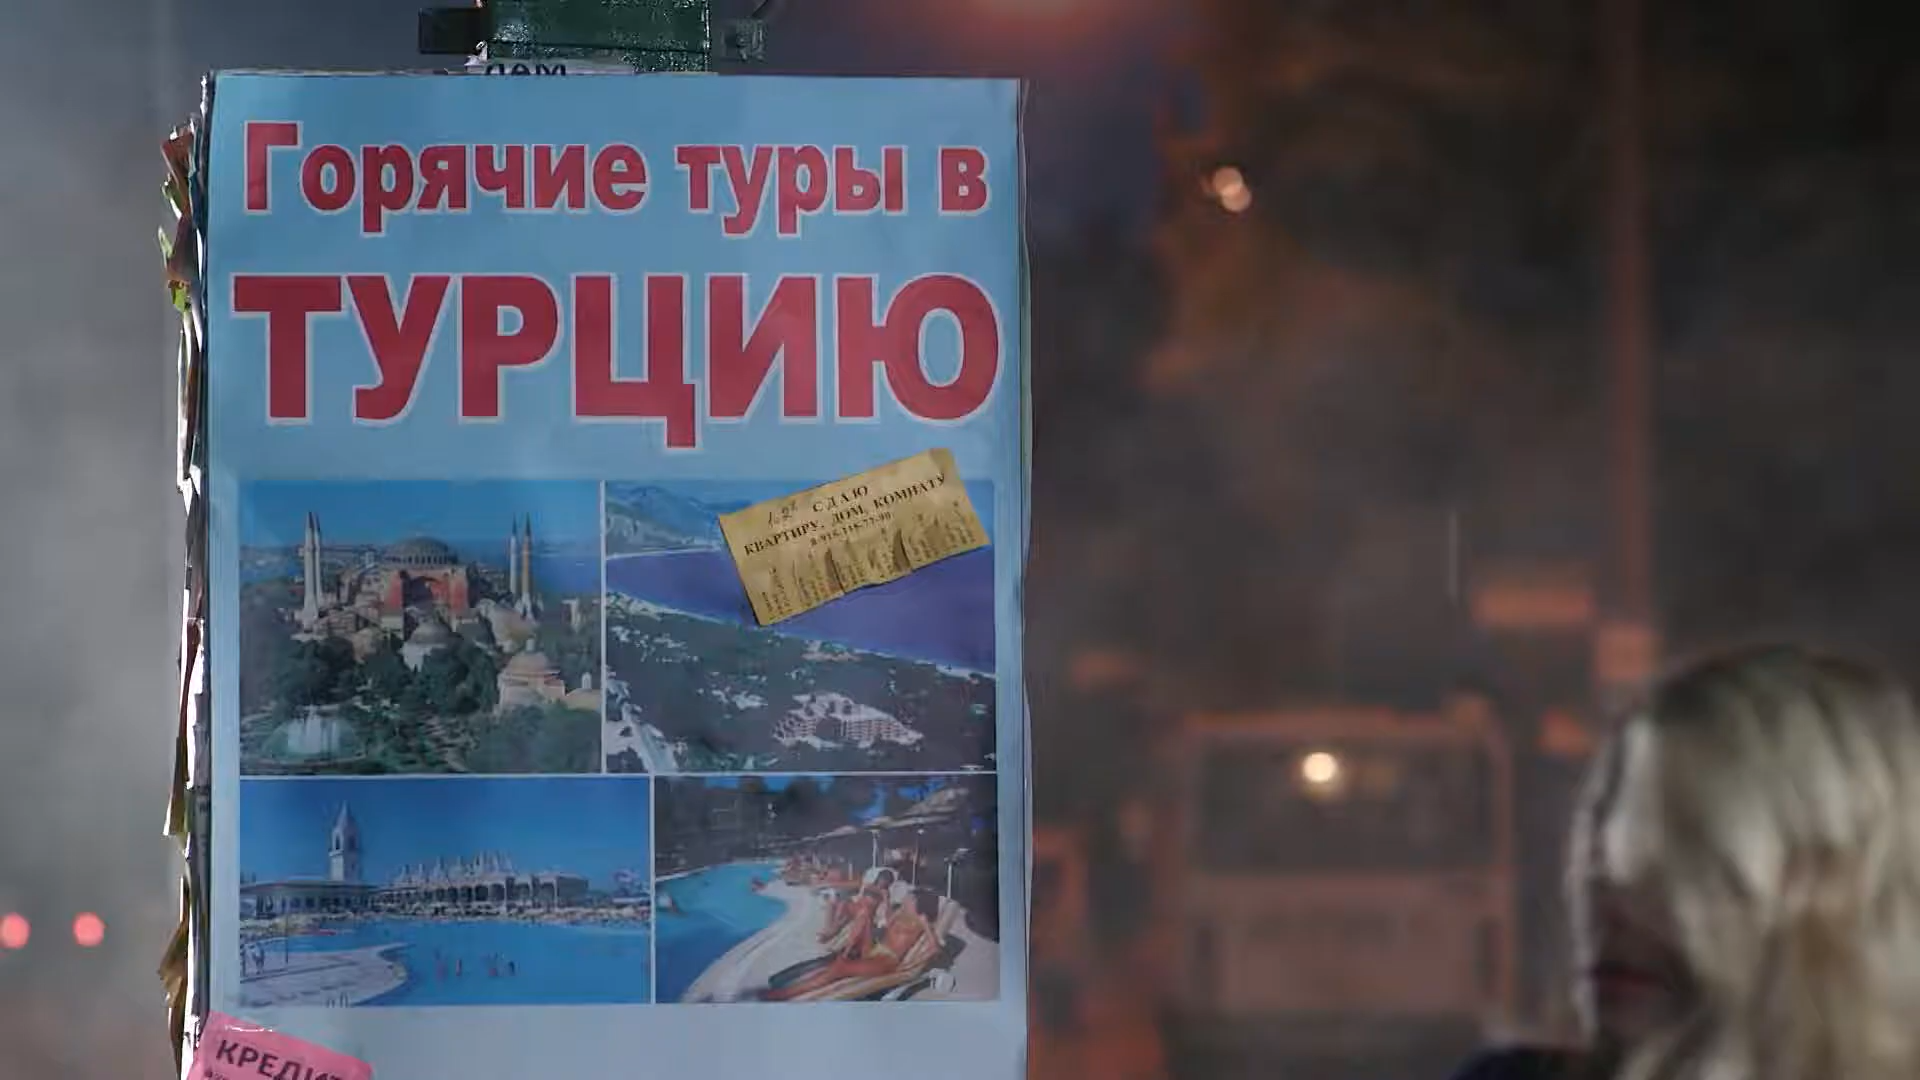 Горячие туры в
ТУРЦИЮ
СДАЮ
КВАРТИРУ, ДОМ, КОМНАТУ
КРЕДИТ